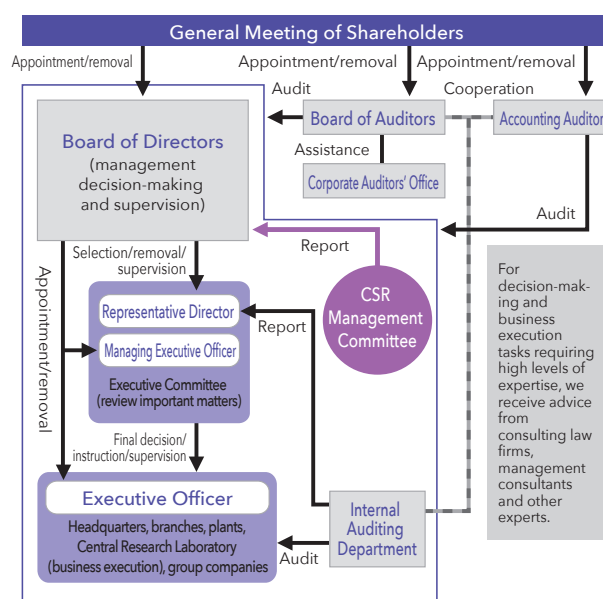 General Meeting of Shareholders
Appointment/removal
Appointment/removal
Appointment/removal
Audit
Cooperation
Board of Directors
(management
decision-making
and supervision)
Board of Auditors
Accounting Auditor
Assistance
Corporate Auditors' Office
Audit
Report
Selection/removal/
supervision
Appointment/removal
CSR
Management
Committee
For
decision-mak-
ing and
business
execution
tasks requiring
high levels of
expertise, we
receive advice
from
consulting law
firms,
management
consultants
and other
experts.
Representative Director
Report
Managing Executive Officer
Executive Committee
(review important matters)
Final decision/
instruction/supervision
Executive Officer
Headquarters, branches, plants,
Central Research Laboratory
(business execution), group companies
Internal
Auditing
Department
Audit